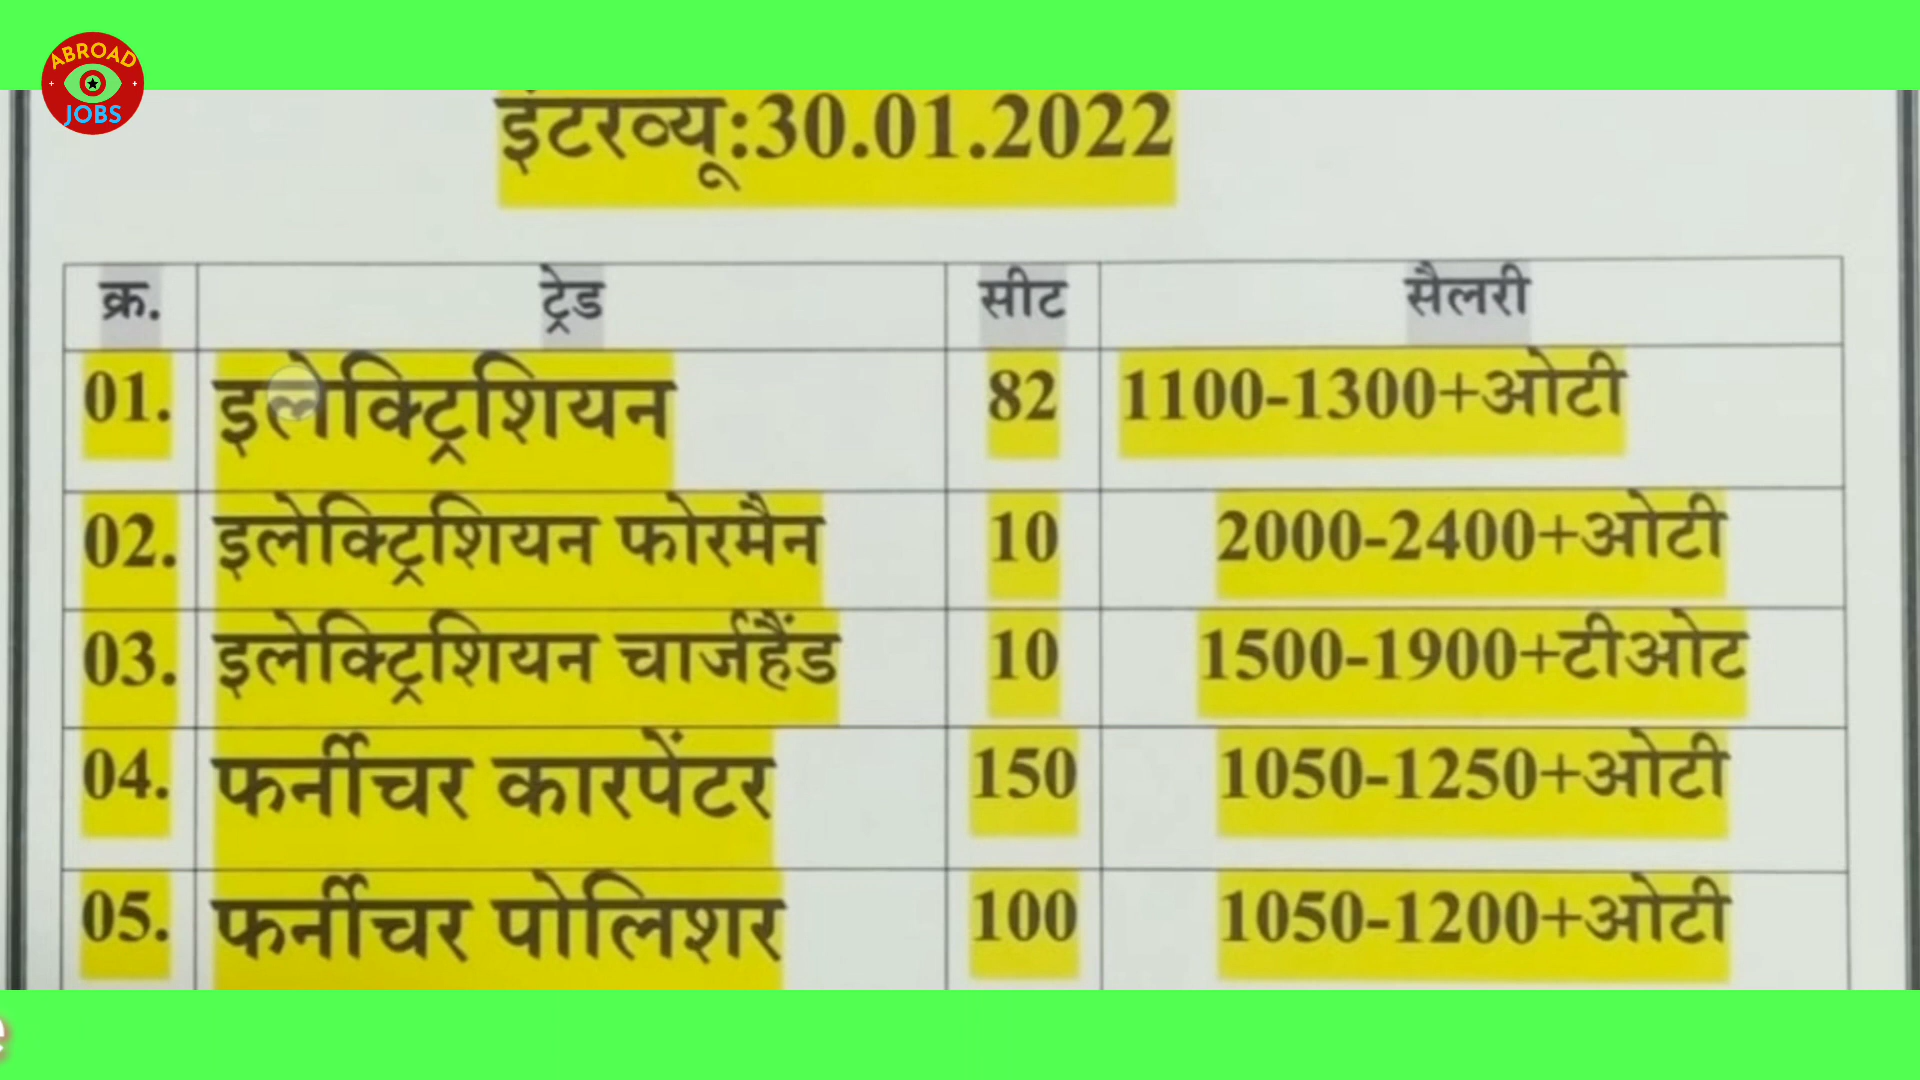 ABROAD
JOBS
इंटरव्यू:30.01.2022
क्र. ट्रेड सीट सैलरी
01. इलेक्ट्रिशियन 82 1100-1300+ओटी
02. इलेक्ट्रिशियन फोरमैन 10 2000-2400+ओटी
03. इलेक्ट्रिशियन चार्जहैंड 10 1500-1900+टीओट
04. फर्नीचर कारपेंटर 150 1050-1250+ओटी
05. फर्नीचर पोलिशर 100 1050-1200+ओटी